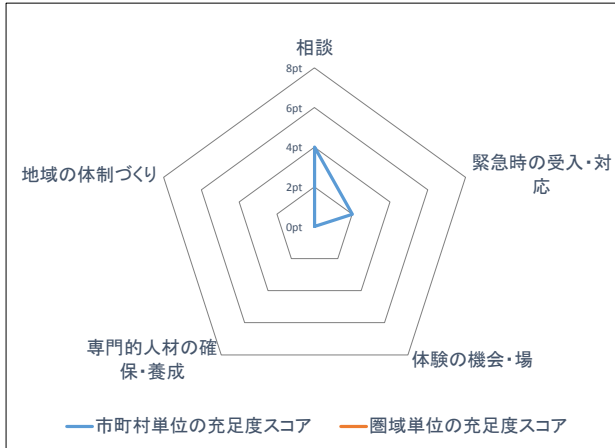 相談
8pt
6pt
4pt
2pt
0pt
緊急時の受入・対
応
体験の機会・場
専門的人材の確
保・養成
地域の体制づくり
市町村単位の充足度スコア
圏域単位の充足度スコア